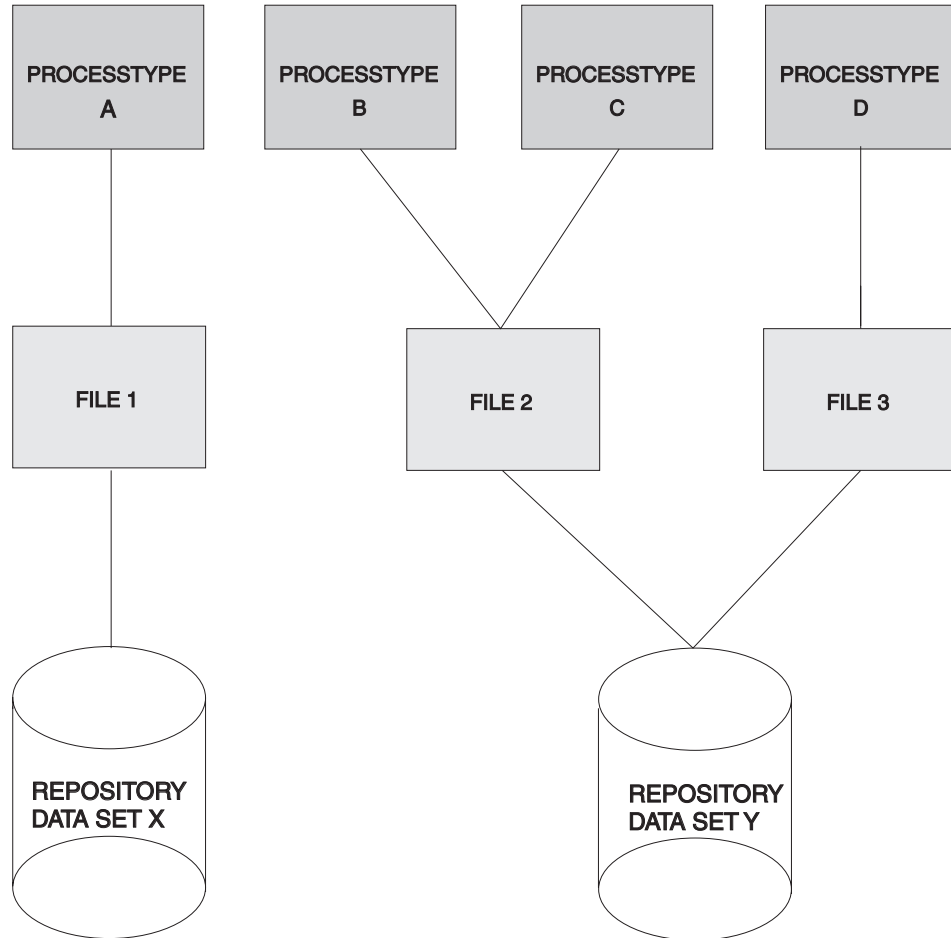 PROCESSTYPE
A
PROCESSTYPE
B
PROCESSTYPE
C
PROCESSTYPE
D
FILE 1
FILE 2
FILE 3
REPOSITORY
DATA SET X
REPOSITORY
DATA SET Y